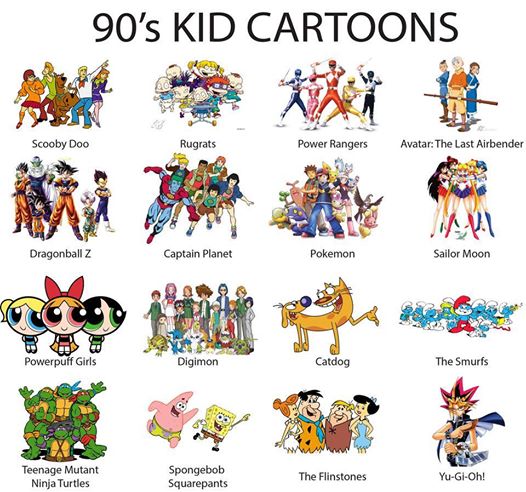 90's KID CARTOONS
Scooby Doo
Rugrats
Power Rangers
Avatar: The Last Airbender
Dragonball Z
Captain Planet
Pokemon
Sailor Moon
Powerpuff Girls
Digimon
Catdog
The Smurfs
Teenage Mutant
Ninja Turtles
Spongebob
Squarepants
The Flinstones
Yu-Gi-Oh!